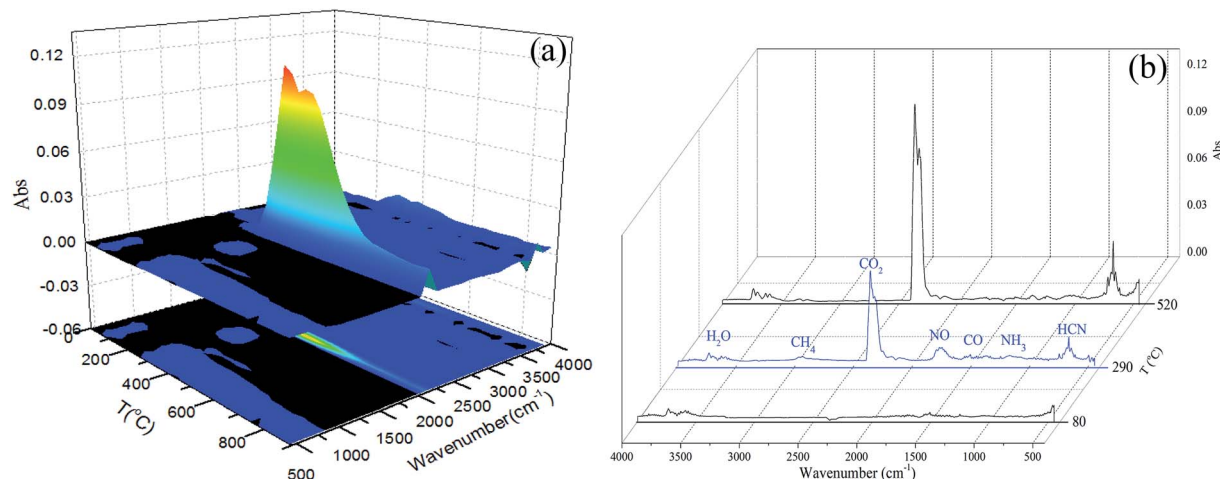 (a)
0.12
0.09
0.06
0.03
0.00
-0.03
-0.06
Abs
0
200
400
600
800
T(°C)
500
1000
1500
2000
2500
3000
3500
4000
Wavenumber(cm⁻¹)
(b)
0.12
0.09
0.06
0.03
0.00
Abs
520
290
80
T (°C)
H₂O
CH₄
CO₂
NO
CO
NH₃
HCN
4000
3500
3000
2500
2000
1500
1000
500
Wavenumber (cm⁻¹)